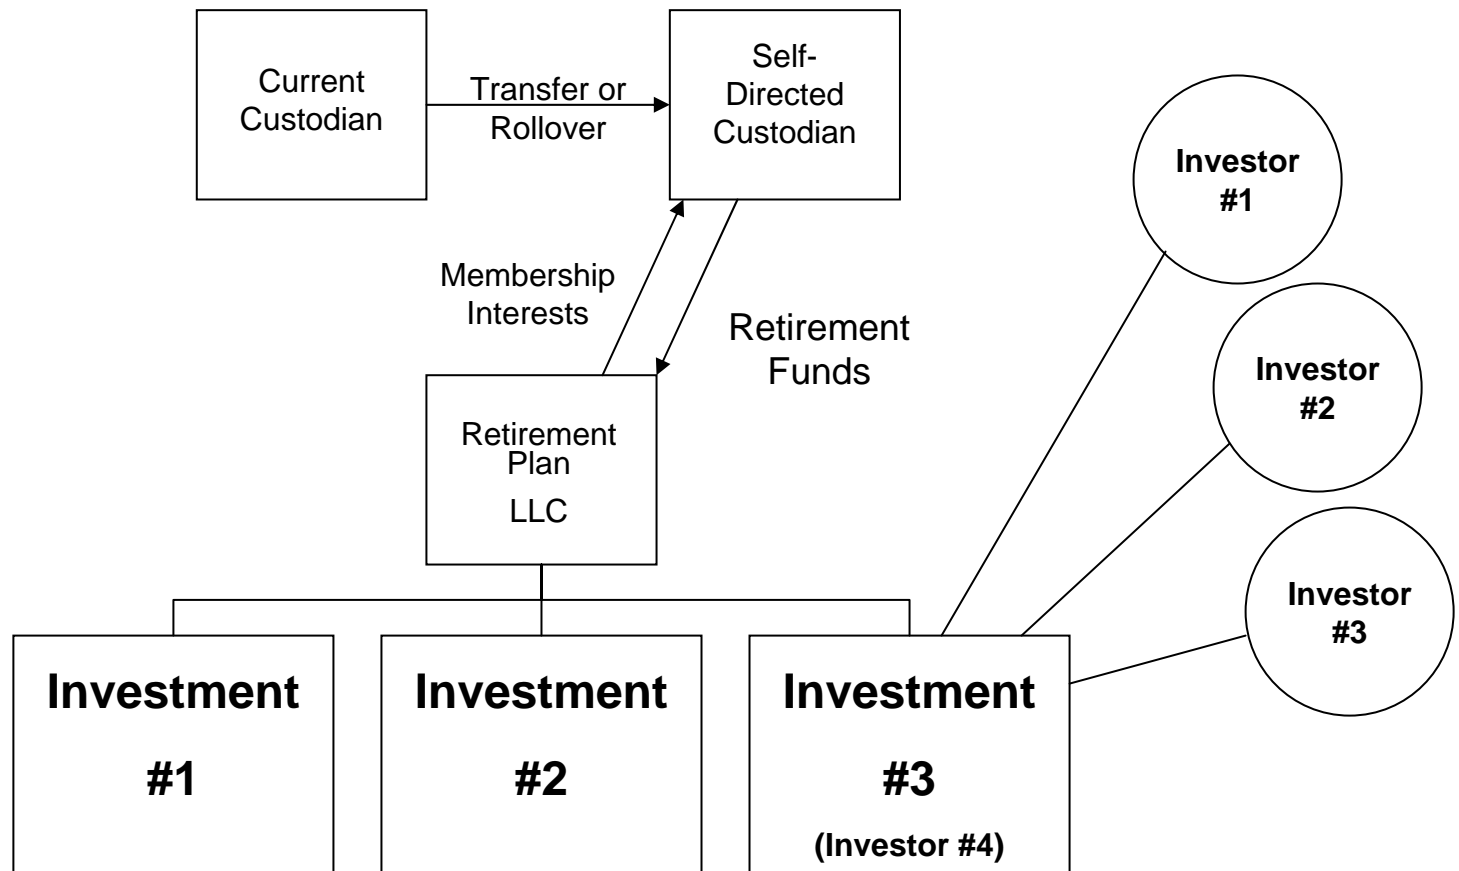 Current
Custodian
Transfer or
Rollover
Self-
Directed
Custodian
Investor
#1
Membership
Interests
Retirement
Funds
Investor
#2
Retirement
Plan
LLC
Investor
#3
Investment
#1
Investment
#2
Investment
#3
(Investor #4)